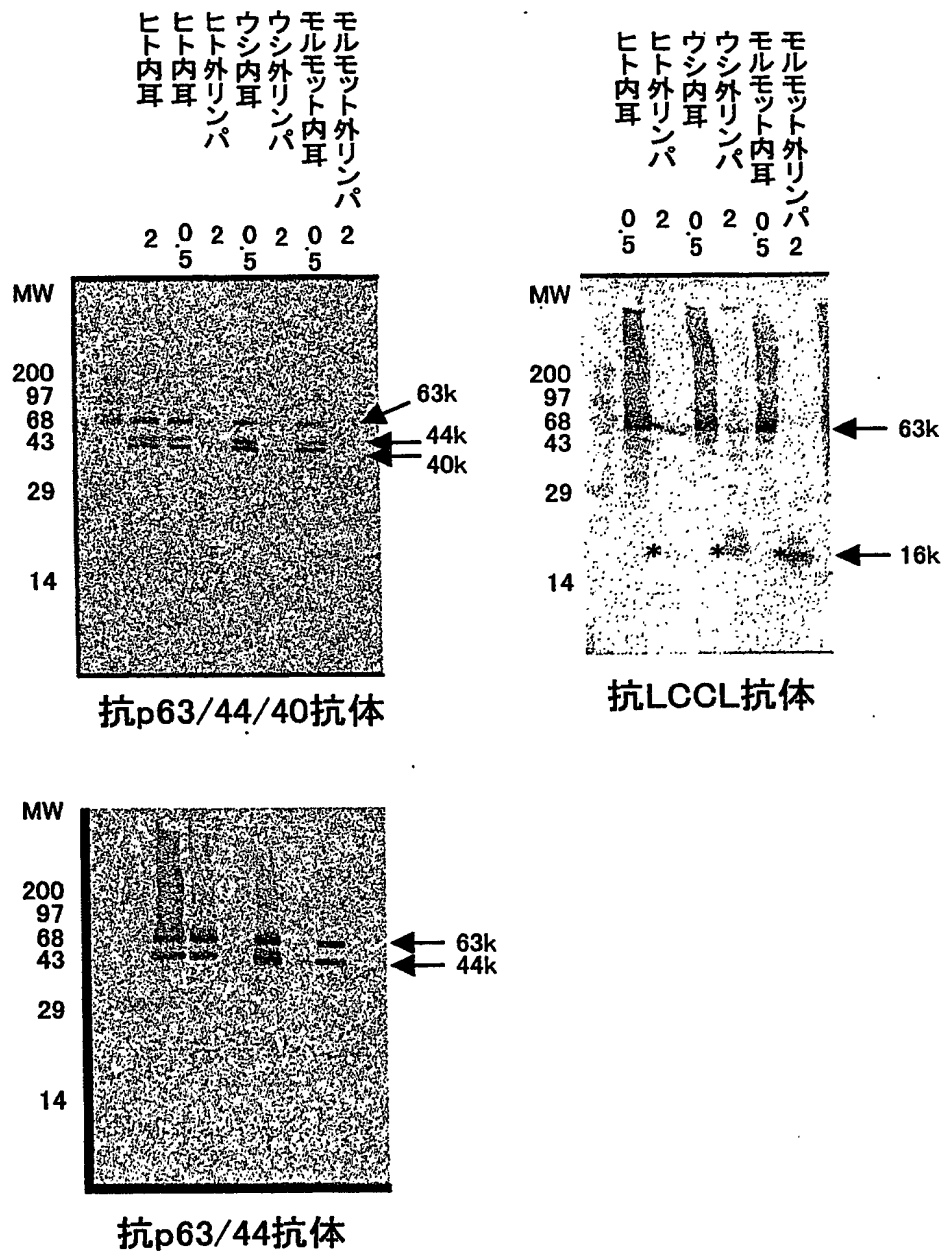 ヒト内耳
ヒト内耳
ヒト外リンパ
ウシ内耳
ウシ外リンパ
モルモット内耳
モルモット外リンパ
2
0.5
2
0.5
2
0.5
2
MW
200
97
68
43
29
14
63k
44k
40k
抗p63/44/40抗体
ヒト内耳
ヒト外リンパ
ウシ内耳
ウシ外リンパ
モルモット内耳
モルモット外リンパ
0.5
2
0.5
2
0.5
2
MW
200
97
68
43
29
14
63k
* * *
16k
抗LCCL抗体
MW
200
97
68
43
29
14
63k
44k
抗p63/44抗体